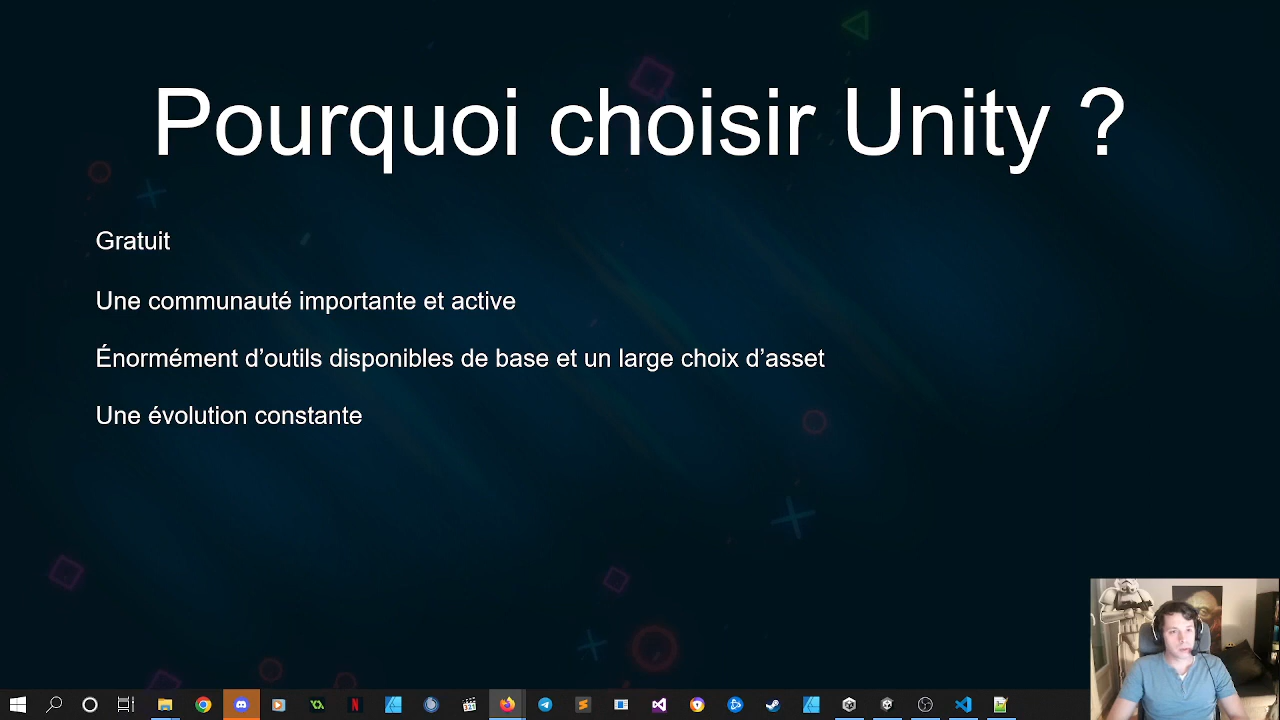 Pourquoi choisir Unity ?
Gratuit
Une communauté importante et active
Énormément d’outils disponibles de base et un large choix d’asset
Une évolution constante